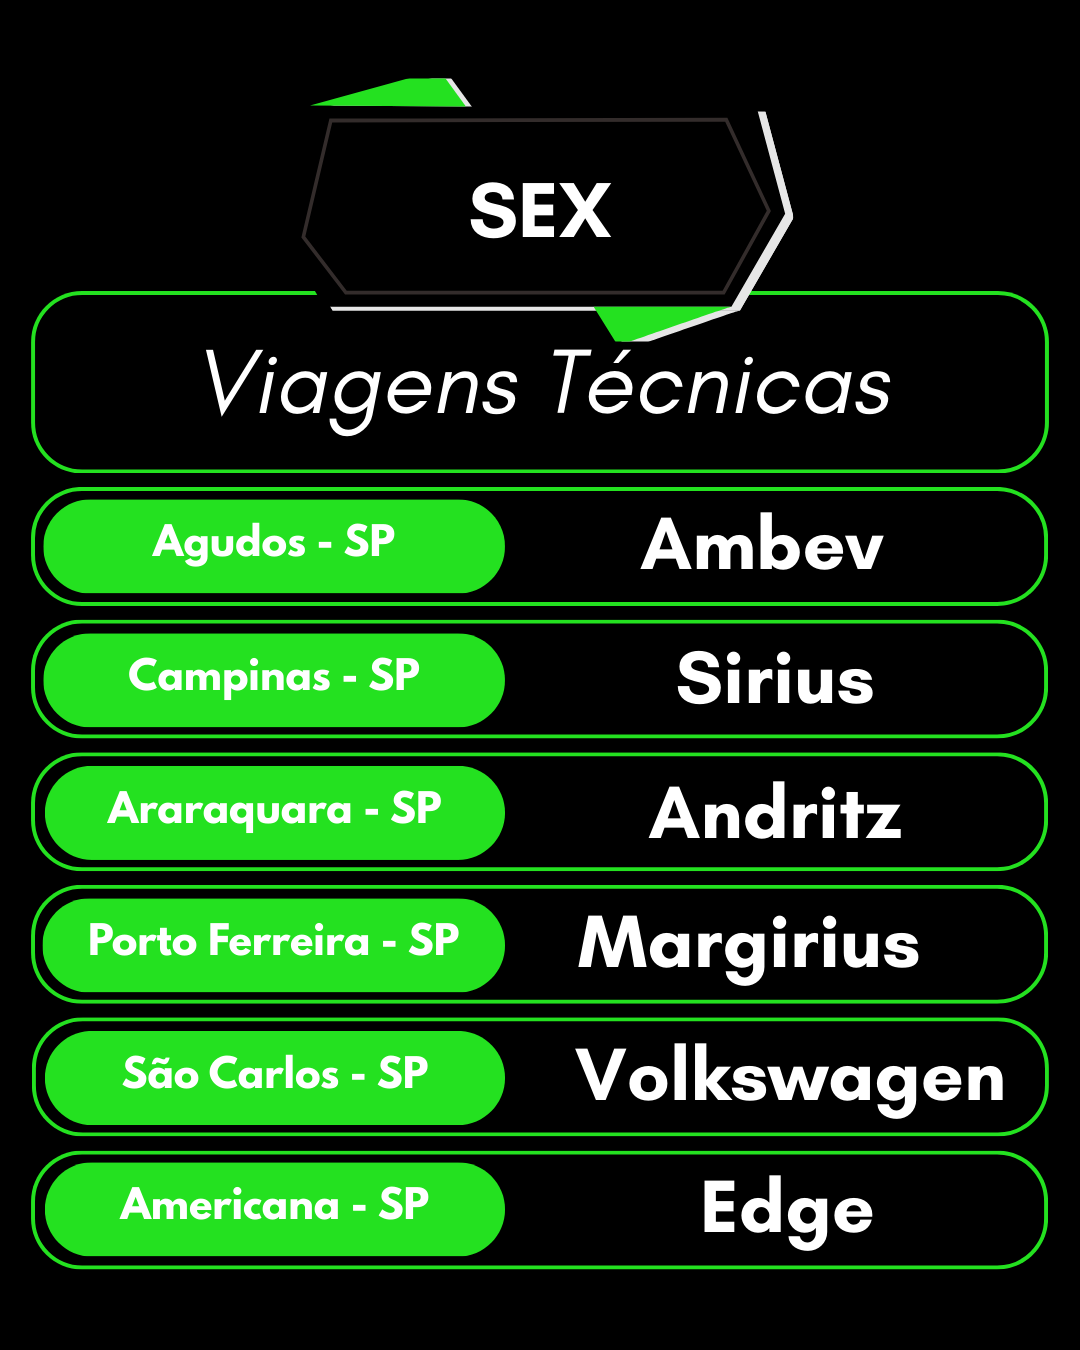 SEX
Viagens Técnicas
Agudos - SP
Ambev
Campinas - SP
Sirius
Araraquara - SP
Andritz
Porto Ferreira - SP
Margirius
São Carlos - SP
Volkswagen
Americana - SP
Edge